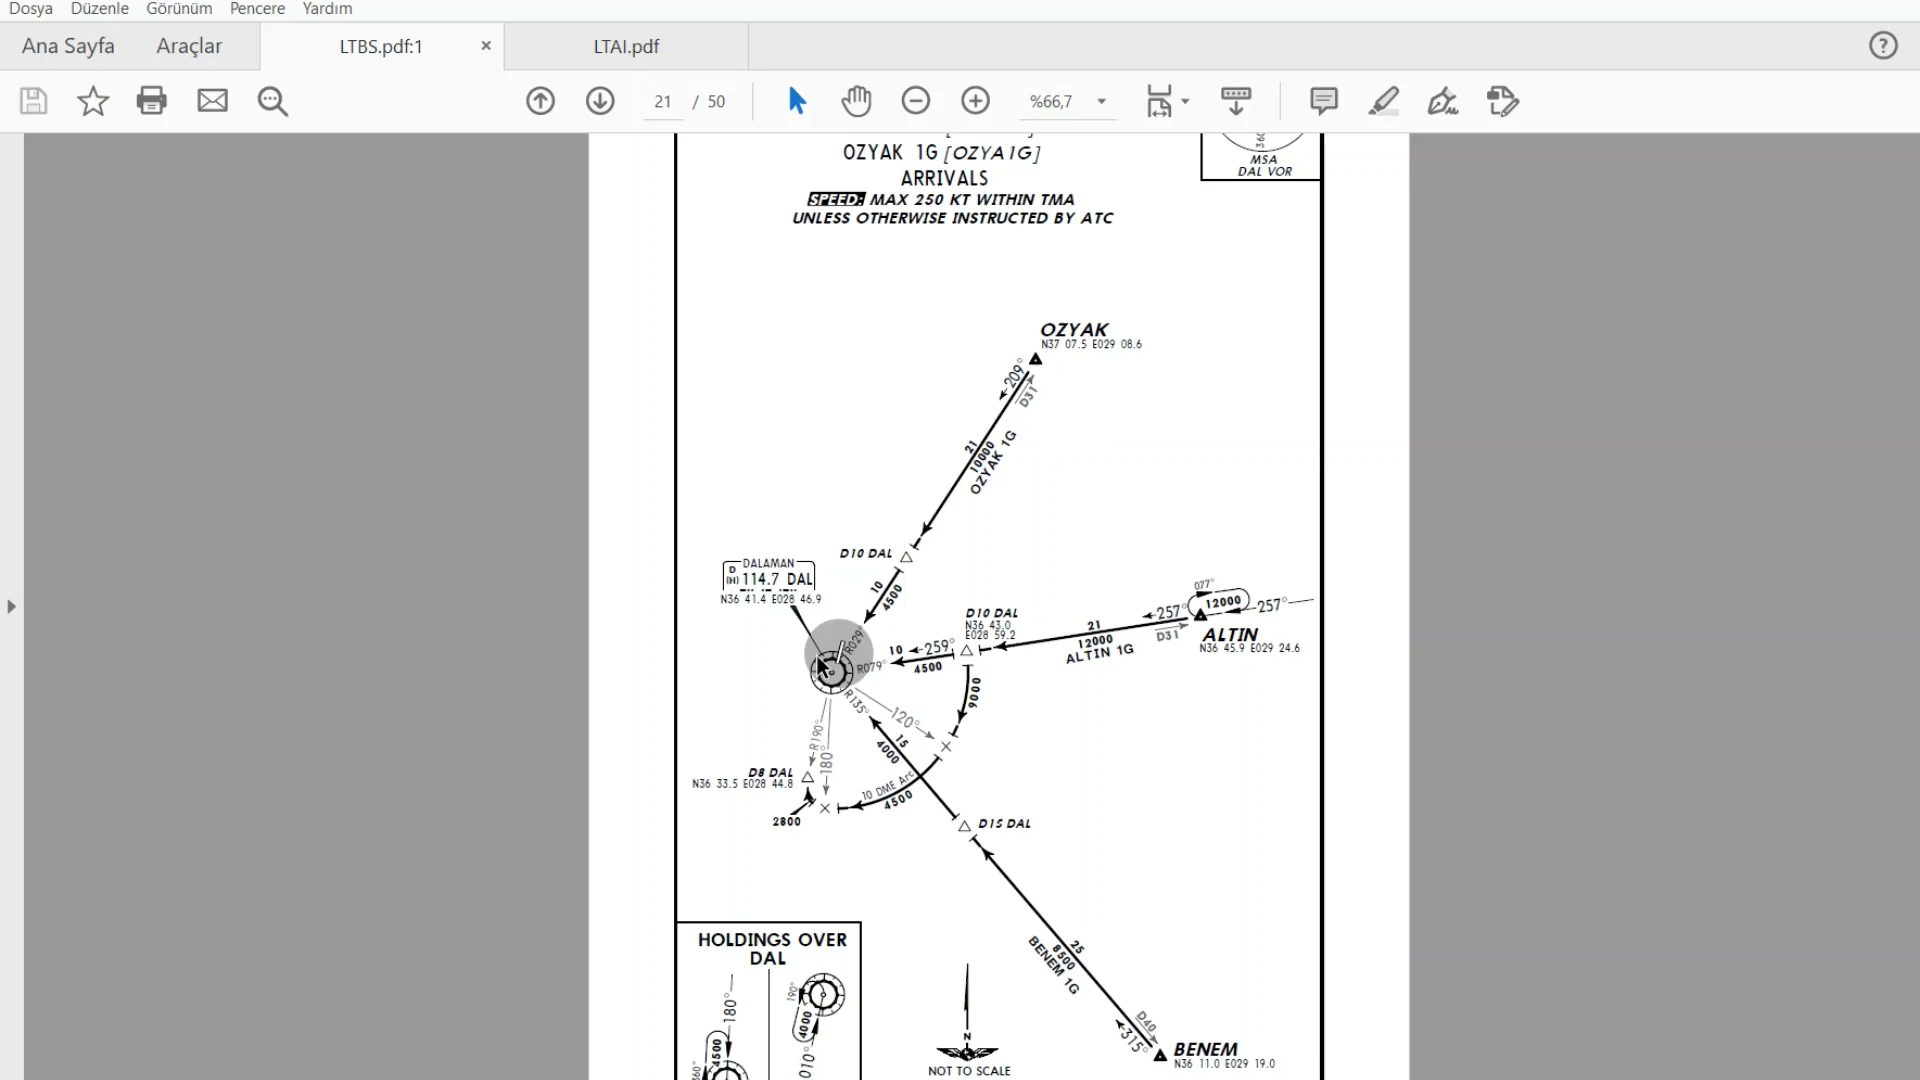 Dosya Düzenle Görünüm Pencere Yardım
Ana Sayfa Araçlar LTBS.pdf:1 × LTAI.pdf
21 / 50 %66,7
OZYAK 1G [OZYA1G]
ARRIVALS
SPEED: MAX 250 KT WITHIN TMA
UNLESS OTHERWISE INSTRUCTED BY ATC
360
MSA
DAL VOR
OZYAK
N37 07.5 E029 08.6
209°
D31
21
10000
OZYAK 1G
D10 DAL
10
4500
DALAMAN
D
(H) 114.7 DAL
N36 41.4 E028 46.9
R029°
R079°
R135°
D10 DAL
N36 43.0
E028 59.2
10 259°
4500
21
12000
ALTIN 1G
257°
D31
077°
12000
257°
ALTIN
N36 45.9 E029 24.6
9000
120°
15
4000
R190°
180°
D8 DAL
N36 33.5 E028 44.8
2800
10 DME Arc
4500
D15 DAL
25
8500
BENEM 1G
D40
315°
BENEM
N36 11.0 E029 19.0
HOLDINGS OVER
DAL
180°
4500
360°
190°
4000
010°
N
NOT TO SCALE